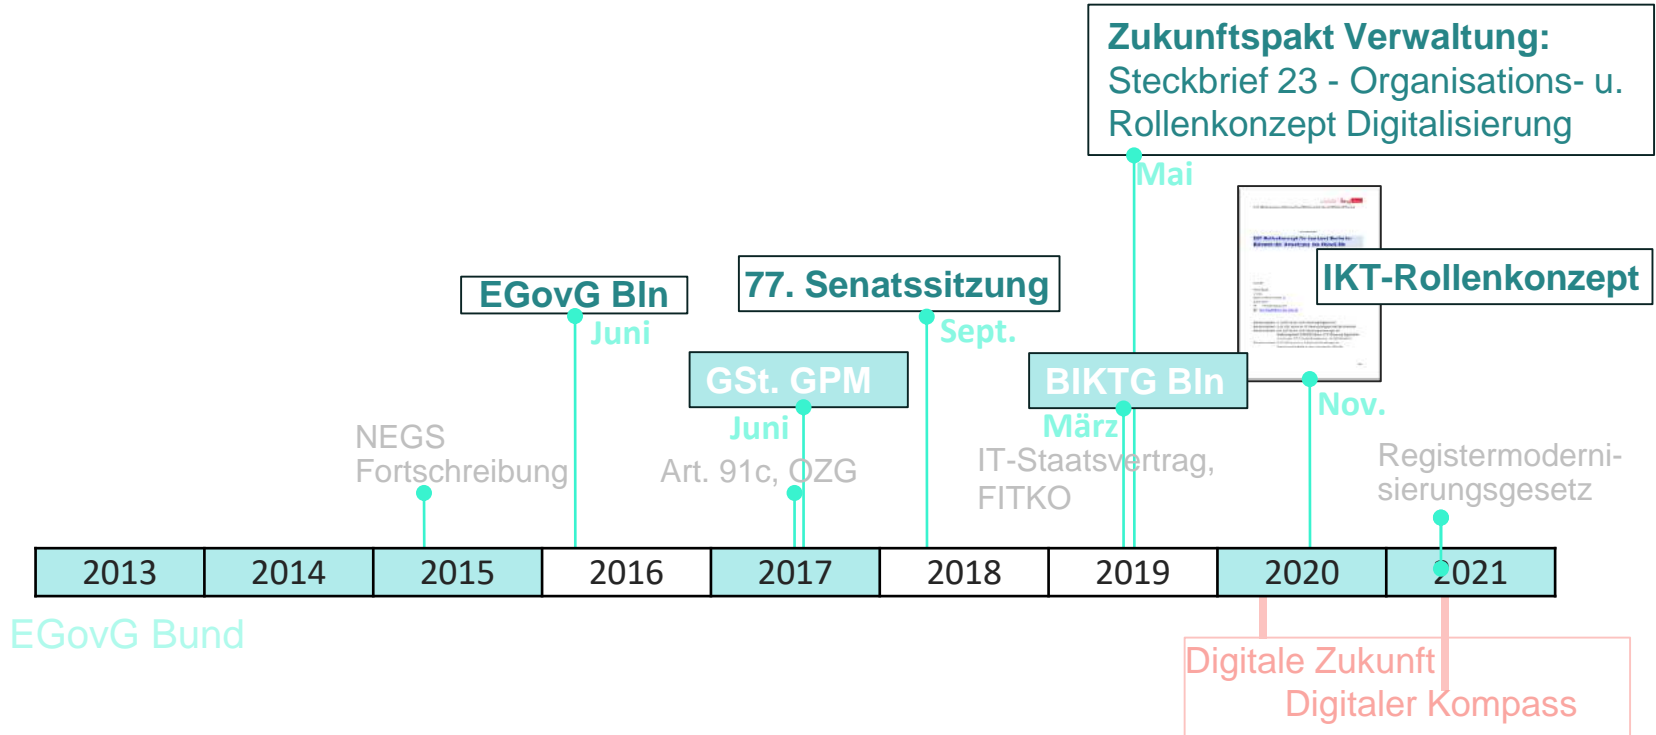 Zukunftspakt Verwaltung:
Steckbrief 23 - Organisations- u.
Rollenkonzept Digitalisierung
Mai
IKT-Rollenkonzept
77. Senatssitzung
EGovG Bln
Juni
Sept.
GSt. GPM
BIKTG Bln
Nov.
Juni
März
NEGS
Fortschreibung
Art. 91c, OZG
IT-Staatsvertrag,
FITKO
Registermoderni-
sierungsgesetz
2013 2014 2015 2016 2017 2018 2019 2020 2021
EGovG Bund
Digitale Zukunft
Digitaler Kompass